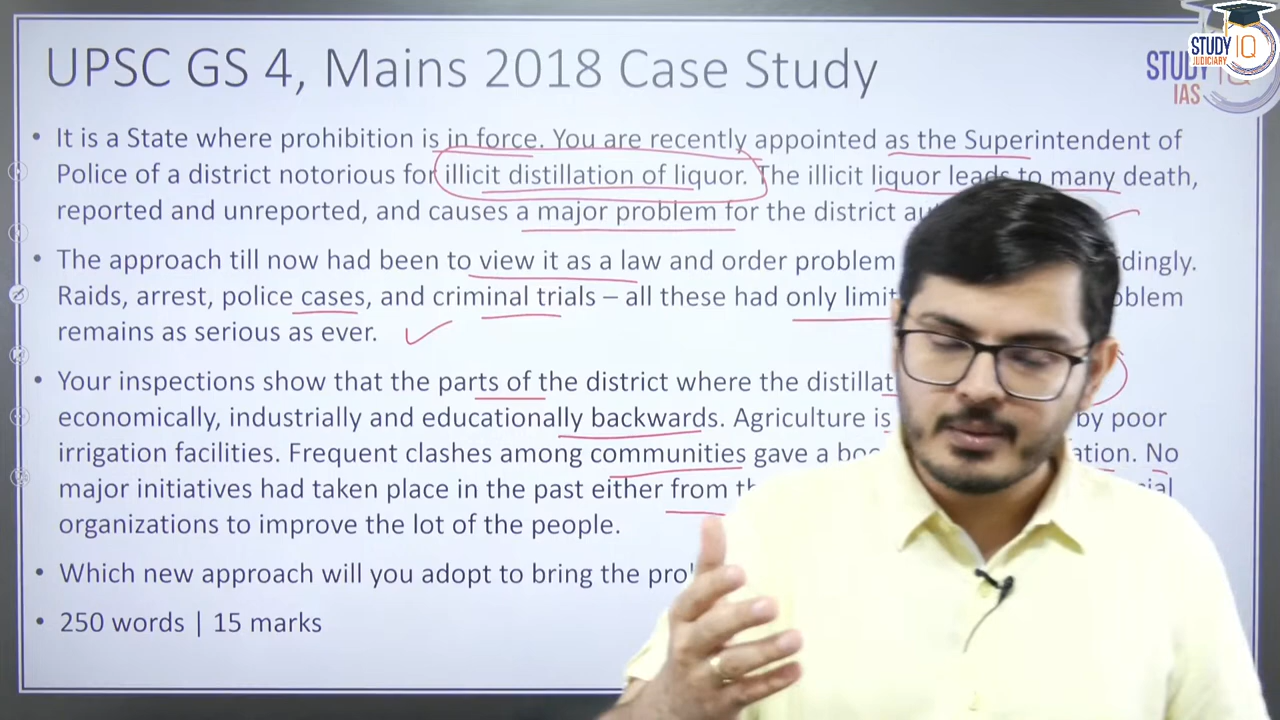 UPSC GS 4, Mains 2018 Case Study
STUDY IQ
JUDICIARY
STUDY IQ
IAS
• It is a State where prohibition is in force. You are recently appointed as the Superintendent of
Police of a district notorious for illicit distillation of liquor. The illicit liquor leads to many death,
reported and unreported, and causes a major problem for the district
• The approach till now had been to view it as a law and order problem
Raids, arrest, police cases, and criminal trials – all these had only
remains as serious as ever.
• Your inspections show that the parts of the district where the
economically, industrially and educationally backwards. Agriculture is by poor
irrigation facilities. Frequent clashes among communities gave a No
major initiatives had taken place in the past either from
organizations to improve the lot of the people.
• Which new approach will you adopt to bring the
• 250 words | 15 marks